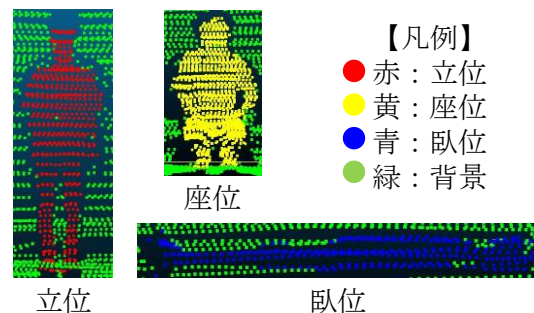 【凡例】
赤：立位
黄：座位
青：臥位
緑：背景
座位
立位
臥位